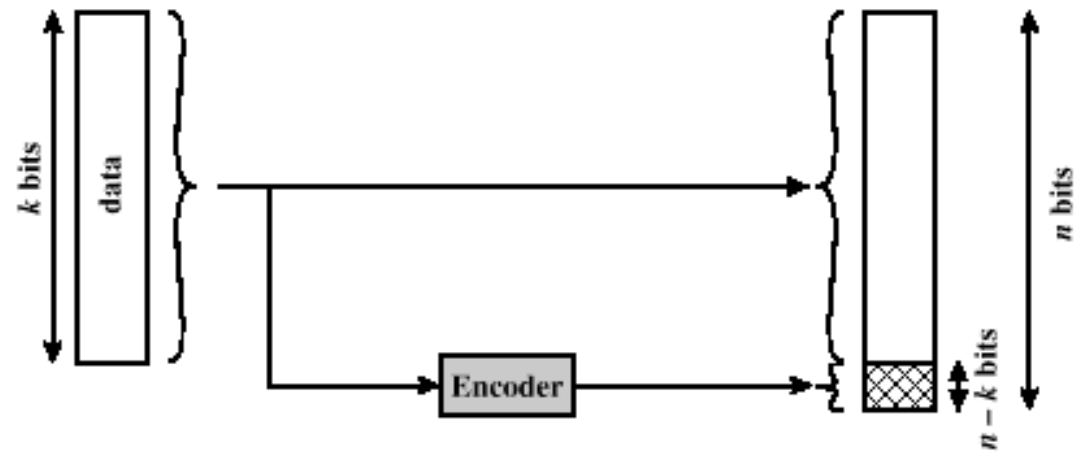 k bits
data
Encoder
n − k bits
n bits